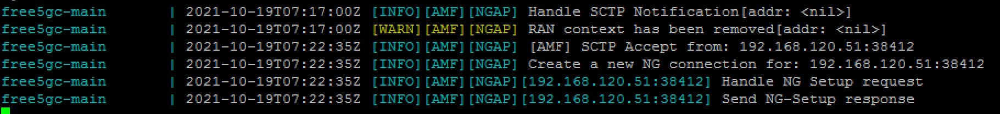 free5gc-main | 2021-10-19T07:17:00Z [INFO][AMF][NGAP] Handle SCTP Notification[addr: <nil>]
free5gc-main | 2021-10-19T07:17:00Z [WARN][AMF][NGAP] RAN context has been removed[addr: <nil>]
free5gc-main | 2021-10-19T07:22:35Z [INFO][AMF][NGAP] [AMF] SCTP Accept from: 192.168.120.51:38412
free5gc-main | 2021-10-19T07:22:35Z [INFO][AMF][NGAP] Create a new NG connection for: 192.168.120.51:38412
free5gc-main | 2021-10-19T07:22:35Z [INFO][AMF][NGAP][192.168.120.51:38412] Handle NG Setup request
free5gc-main | 2021-10-19T07:22:35Z [INFO][AMF][NGAP][192.168.120.51:38412] Send NG-Setup response